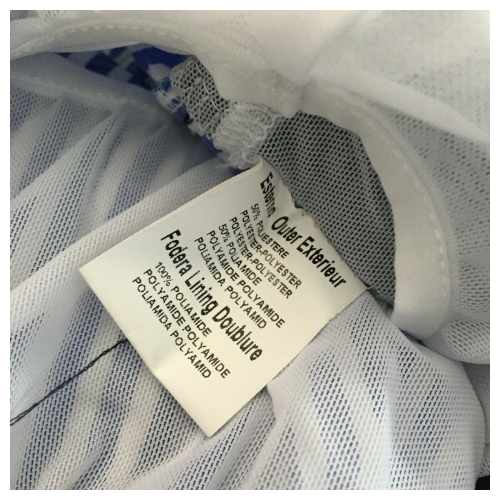 Esterno Outer Exterieur
50% POLIESTERE
POLYESTER-POLYESTER
POLYESTER-POLYESTER
50% POLIAMIDE
POLYAMIDE POLYAMIDE
POLIAMIDA POLYAMID
Fodera Lining Doublure
100% POLIAMIDE
POLYAMIDE POLYAMIDE
POLIAMIDA POLYAMID